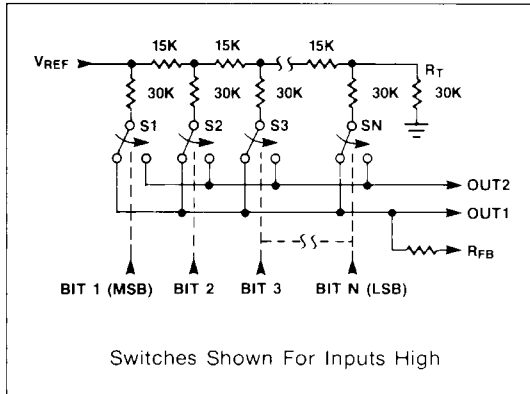 15K 15K 15K
VREF
RT
30K 30K 30K 30K 30K
S1 S2 S3 SN
OUT2
OUT1
RFB
BIT 1 (MSB) BIT 2 BIT 3 BIT N (LSB)
Switches Shown For Inputs High